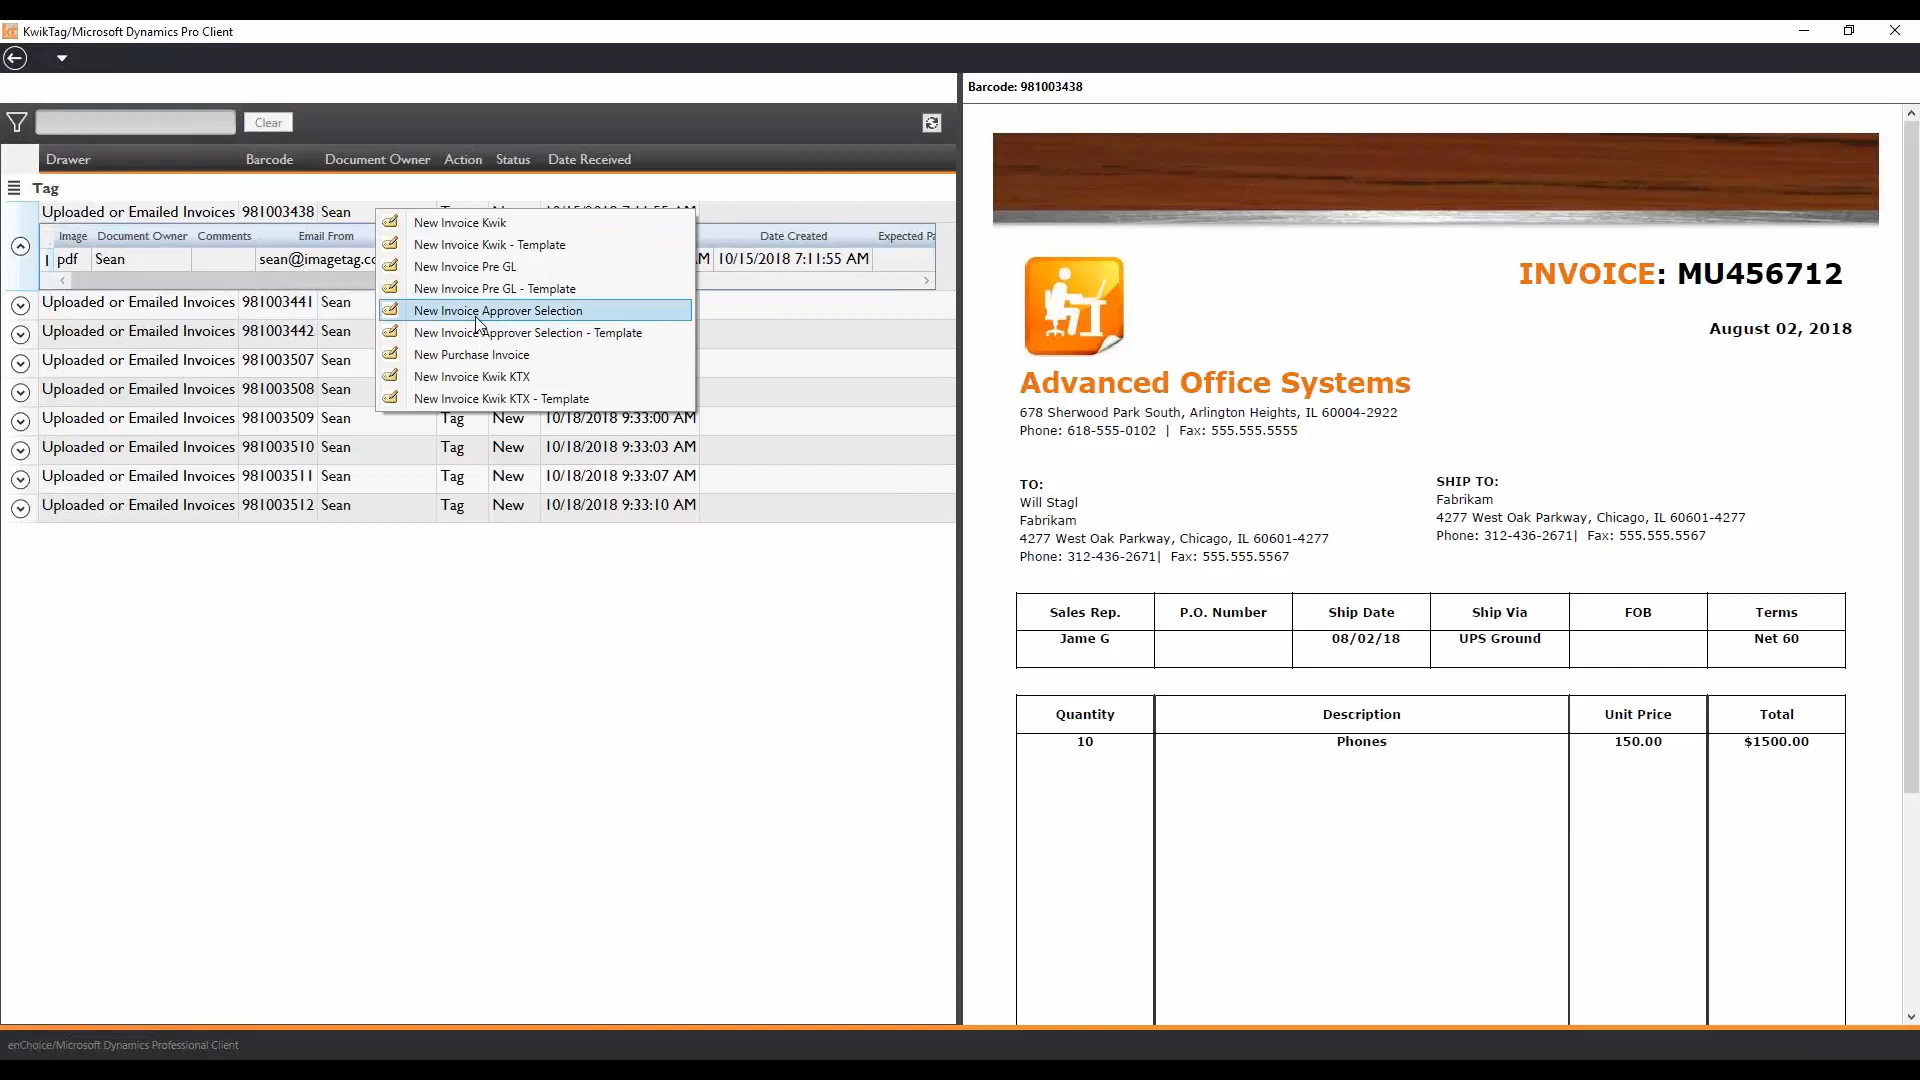 KwikTag/Microsoft Dynamics Pro Client
Barcode: 981003438
Clear
Drawer Barcode Document Owner Action Status Date Received
Tag
Uploaded or Emailed Invoices 981003438 Sean
Image Document Owner Comments Email From Date Created Expected Pa
pdf Sean sean@imagetag.co M 10/15/2018 7:11:55 AM
New Invoice Kwik
New Invoice Kwik - Template
New Invoice Pre GL
New Invoice Pre GL - Template
New Invoice Approver Selection
New Invoice Approver Selection - Template
New Purchase Invoice
New Invoice Kwik KTX
New Invoice Kwik KTX - Template
Uploaded or Emailed Invoices 981003441 Sean
Uploaded or Emailed Invoices 981003442 Sean
Uploaded or Emailed Invoices 981003507 Sean
Uploaded or Emailed Invoices 981003508 Sean
Uploaded or Emailed Invoices 981003509 Sean Tag New 10/18/2018 9:33:00 AM
Uploaded or Emailed Invoices 981003510 Sean Tag New 10/18/2018 9:33:03 AM
Uploaded or Emailed Invoices 981003511 Sean Tag New 10/18/2018 9:33:07 AM
Uploaded or Emailed Invoices 981003512 Sean Tag New 10/18/2018 9:33:10 AM
INVOICE: MU456712
August 02, 2018
Advanced Office Systems
678 Sherwood Park South, Arlington Heights, IL 60004-2922
Phone: 618-555-0102 | Fax: 555.555.5555
TO:
Will Stagl
Fabrikam
4277 West Oak Parkway, Chicago, IL 60601-4277
Phone: 312-436-2671| Fax: 555.555.5567
SHIP TO:
Fabrikam
4277 West Oak Parkway, Chicago, IL 60601-4277
Phone: 312-436-2671| Fax: 555.555.5567
Sales Rep. P.O. Number Ship Date Ship Via FOB Terms
Jame G 08/02/18 UPS Ground Net 60
Quantity Description Unit Price Total
10 Phones 150.00 $1500.00
enChoice/Microsoft Dynamics Professional Client